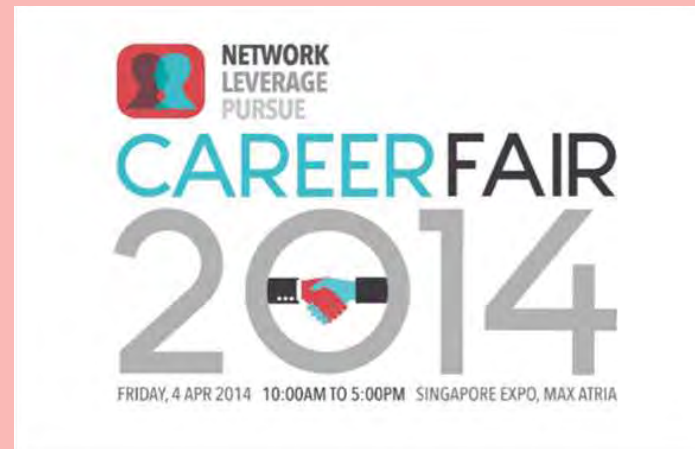 NETWORK
LEVERAGE
PURSUE
CAREERFAIR
2014
FRIDAY, 4 APR 2014 10:00AM TO 5:00PM SINGAPORE EXPO, MAX ATRIA